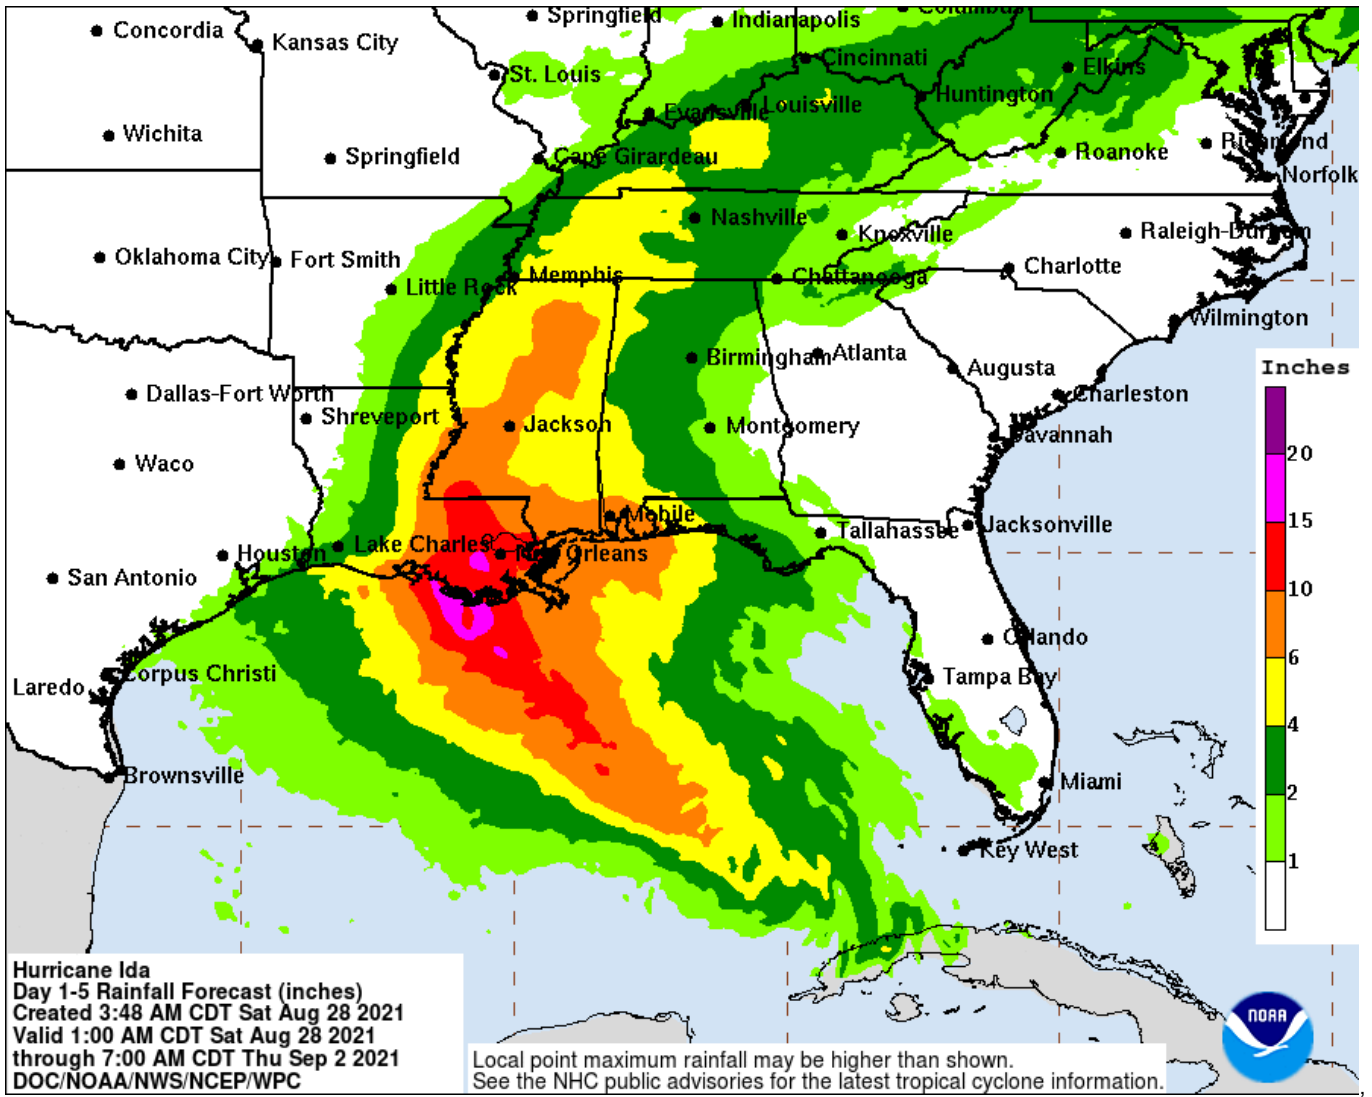 Springfield
Indianapolis
Columbus
Concordia
Kansas City
St. Louis
Cincinnati
Elkins
Evansville
Louisville
Huntington
Wichita
Springfield
Cape Girardeau
Roanoke
Richmond
Norfolk
Nashville
Knoxville
Raleigh-Durham
Oklahoma City
Fort Smith
Memphis
Chattanooga
Charlotte
Little Rock
Wilmington
Birmingham
Atlanta
Augusta
Inches
Dallas-Fort Worth
Charleston
Shreveport
Jackson
Montgomery
Savannah
Waco
20
Mobile
Tallahassee
Jacksonville
15
Houston
Lake Charles
New Orleans
San Antonio
10
Orlando
6
Laredo
Corpus Christi
Tampa Bay
4
Brownsville
Miami
2
Key West
1
Hurricane Ida
Day 1-5 Rainfall Forecast (inches)
Created 3:48 AM CDT Sat Aug 28 2021
Valid 1:00 AM CDT Sat Aug 28 2021
through 7:00 AM CDT Thu Sep 2 2021
DOC/NOAA/NWS/NCEP/WPC
Local point maximum rainfall may be higher than shown.
See the NHC public advisories for the latest tropical cyclone information.
NOAA